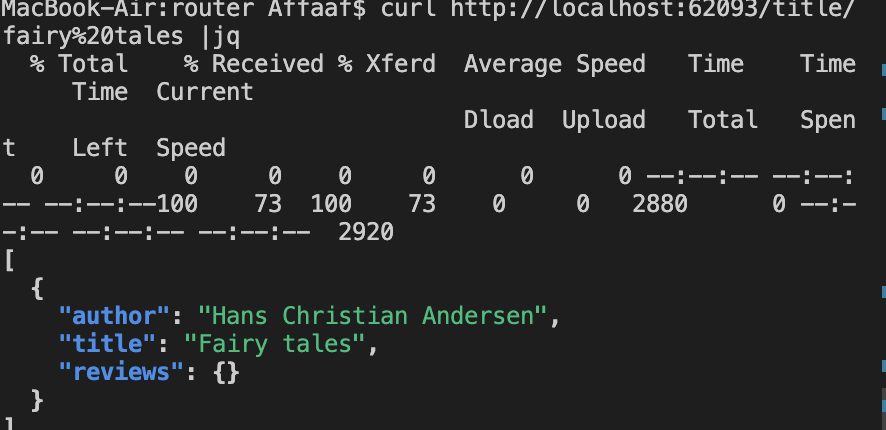 MacBook-Air:router Affaaf$ curl http://localhost:62093/title/
fairy%20tales |jq
  % Total    % Received % Xferd  Average Speed   Time    Time
     Time  Current
                                 Dload  Upload   Total   Spen
t    Left  Speed
  0     0    0     0    0     0      0      0 --:--:-- --:--:
-- --:--:--100    73  100    73    0     0   2880      0 --:-
-:-- --:--:-- --:--:--  2920
[
  {
    "author": "Hans Christian Andersen",
    "title": "Fairy tales",
    "reviews": {}
  }
]